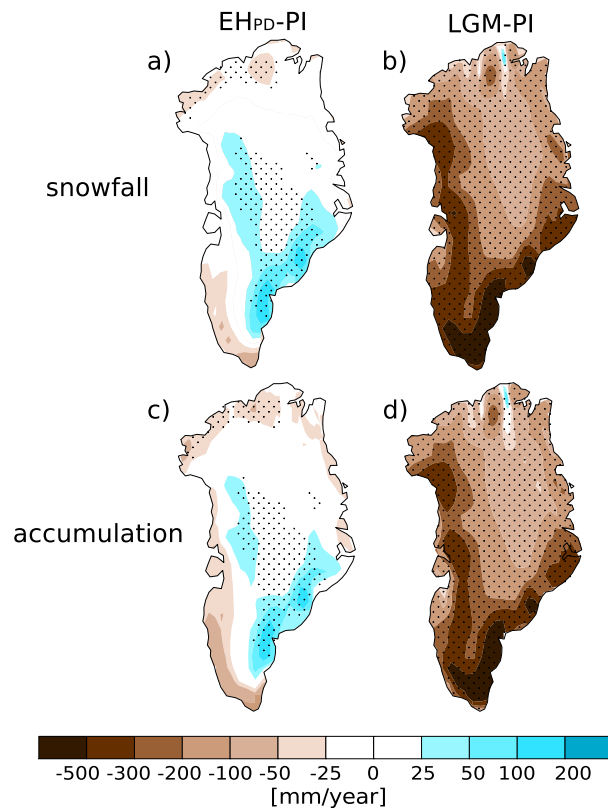 EHPD-PI LGM-PI
a) b)
snowfall
c) d)
accumulation
-500 -300 -200 -100 -50 -25 0 25 50 100 200
[mm/year]